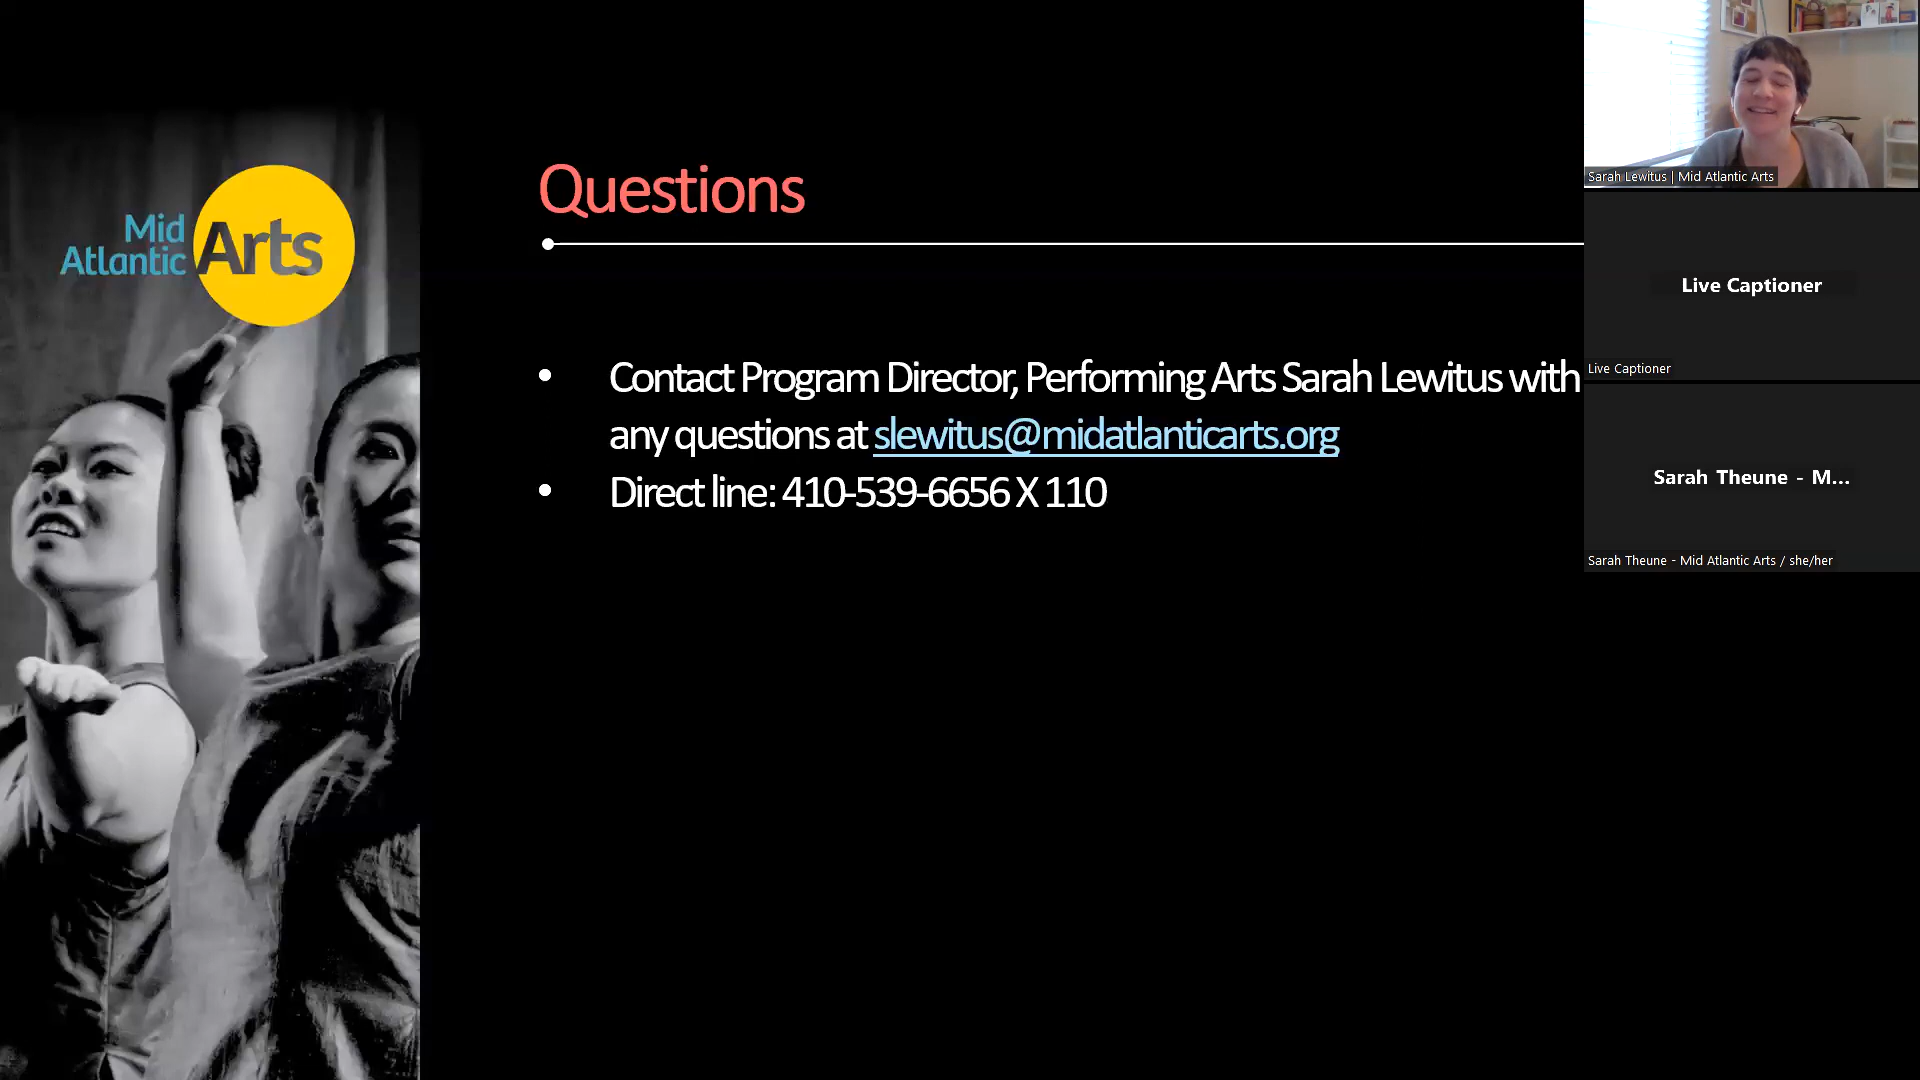 Mid
Atlantic
Arts
Questions
• Contact Program Director, Performing Arts Sarah Lewitus with
any questions at slewitus@midatlanticarts.org
• Direct line: 410-539-6656 X 110
Sarah Lewitus | Mid Atlantic Arts
Live Captioner
Live Captioner
Sarah Theune - M...
Sarah Theune - Mid Atlantic Arts / she/her